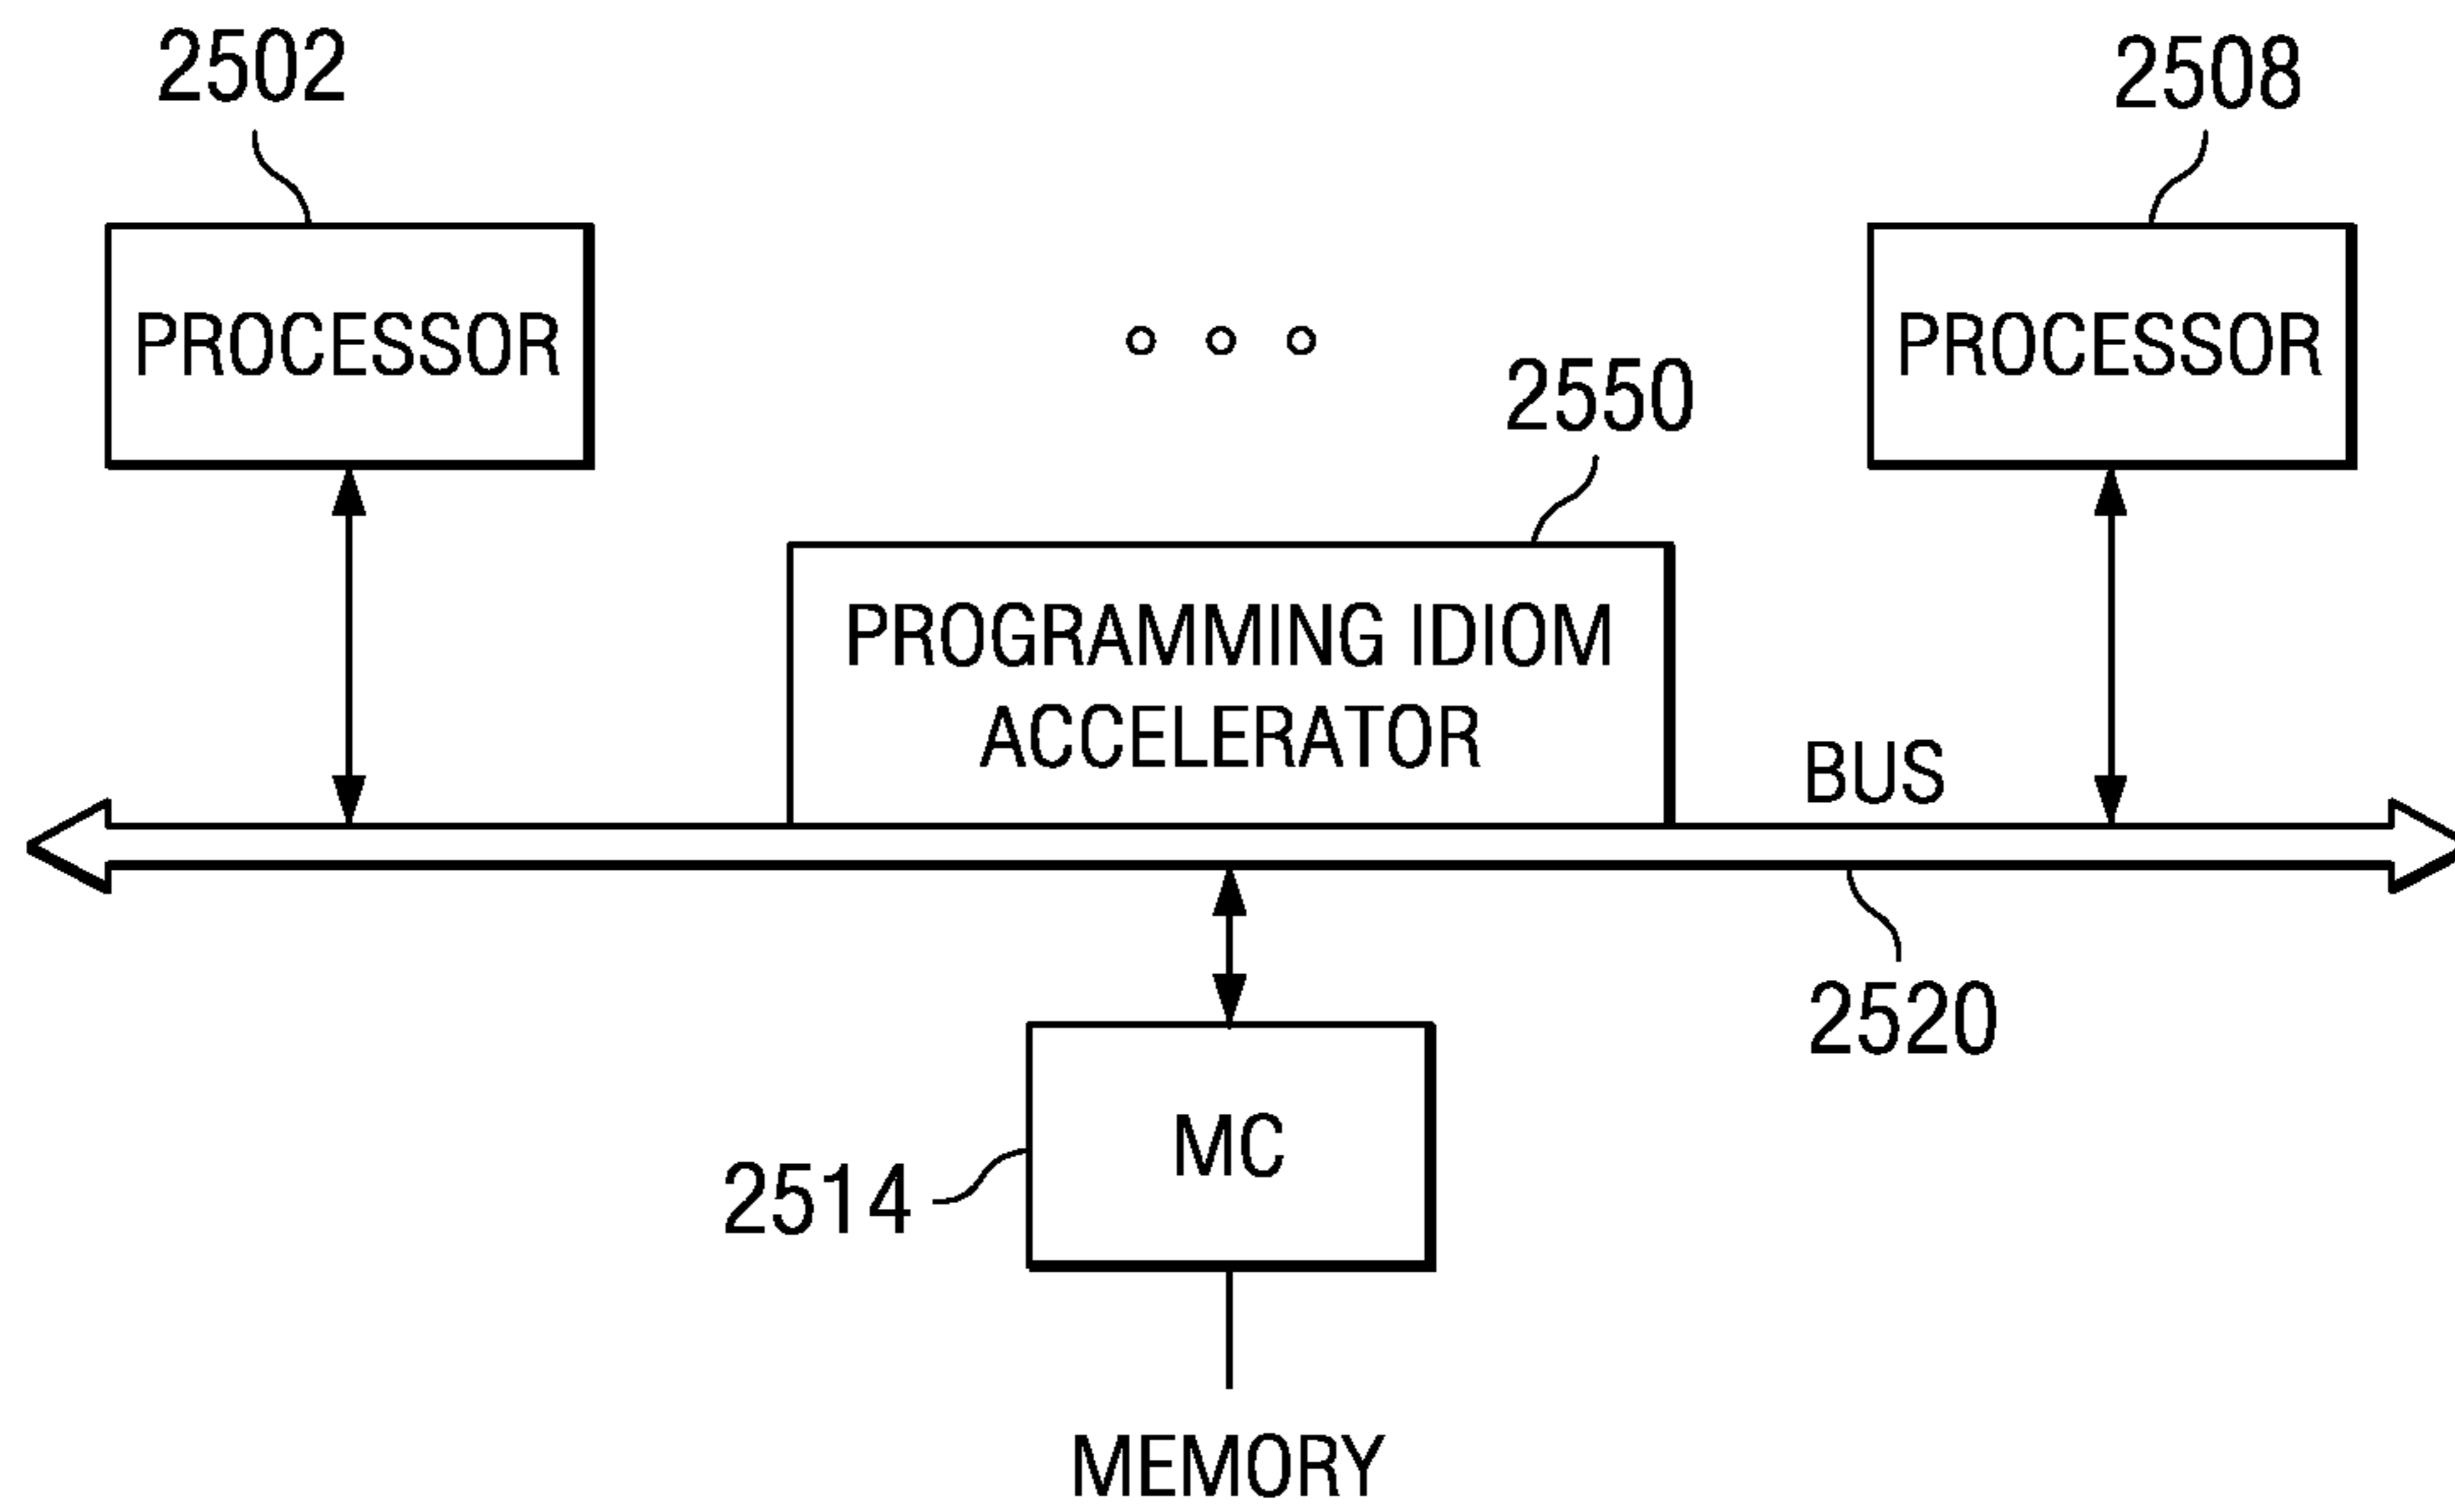 2502
2508
PROCESSOR
PROCESSOR
2550
PROGRAMMING IDIOM
ACCELERATOR
BUS
2520
MC
2514
MEMORY